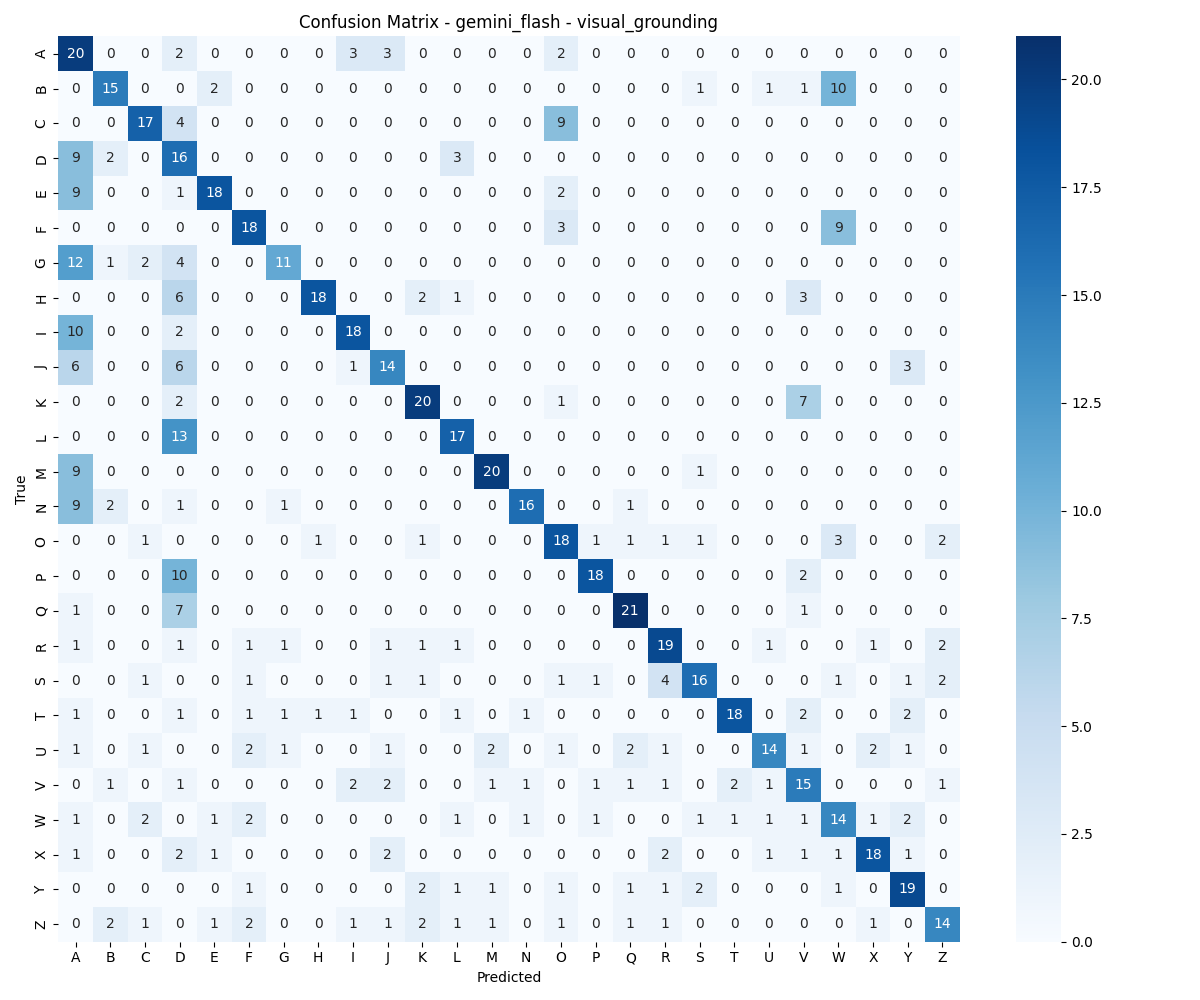 Confusion Matrix - gemini_flash - visual_grounding
A 20 0 0 2 0 0 0 0 3 3 0 0 0 0 2 0 0 0 0 0 0 0 0 0 0 0
B 0 15 0 0 2 0 0 0 0 0 0 0 0 0 0 0 0 0 1 0 1 1 10 0 0 0
C 0 0 17 4 0 0 0 0 0 0 0 0 0 0 9 0 0 0 0 0 0 0 0 0 0 0
D 9 2 0 16 0 0 0 0 0 0 0 3 0 0 0 0 0 0 0 0 0 0 0 0 0 0
E 9 0 0 1 18 0 0 0 0 0 0 0 0 0 2 0 0 0 0 0 0 0 0 0 0 0
F 0 0 0 0 0 18 0 0 0 0 0 0 0 0 3 0 0 0 0 0 0 0 9 0 0 0
G 12 1 2 4 0 0 11 0 0 0 0 0 0 0 0 0 0 0 0 0 0 0 0 0 0 0
H 0 0 0 6 0 0 0 18 0 0 2 1 0 0 0 0 0 0 0 0 0 3 0 0 0 0
I 10 0 0 2 0 0 0 0 18 0 0 0 0 0 0 0 0 0 0 0 0 0 0 0 0 0
J 6 0 0 6 0 0 0 0 1 14 0 0 0 0 0 0 0 0 0 0 0 0 0 0 3 0
K 0 0 0 2 0 0 0 0 0 0 20 0 0 0 1 0 0 0 0 0 0 7 0 0 0 0
L 0 0 0 13 0 0 0 0 0 0 0 17 0 0 0 0 0 0 0 0 0 0 0 0 0 0
M 9 0 0 0 0 0 0 0 0 0 0 0 20 0 0 0 0 0 1 0 0 0 0 0 0 0
N 9 2 0 1 0 0 1 0 0 0 0 0 0 16 0 0 1 0 0 0 0 0 0 0 0 0
O 0 0 1 0 0 0 0 1 0 0 1 0 0 0 18 1 1 1 1 0 0 0 3 0 0 2
P 0 0 0 10 0 0 0 0 0 0 0 0 0 0 0 18 0 0 0 0 0 2 0 0 0 0
Q 1 0 0 7 0 0 0 0 0 0 0 0 0 0 0 0 21 0 0 0 0 1 0 0 0 0
R 1 0 0 1 0 1 1 0 0 1 1 1 0 0 0 0 0 19 0 0 1 0 0 1 0 2
S 0 0 1 0 0 1 0 0 0 1 1 0 0 0 1 1 0 4 16 0 0 0 1 0 1 2
T 1 0 0 1 0 1 1 1 1 0 0 1 0 1 0 0 0 0 0 18 0 2 0 0 2 0
U 1 0 1 0 0 2 1 0 0 1 0 0 2 0 1 0 2 1 0 0 14 1 0 2 1 0
V 0 1 0 1 0 0 0 0 2 2 0 0 1 1 0 1 1 1 0 2 1 15 0 0 0 1
W 1 0 2 0 1 2 0 0 0 0 0 1 0 1 0 1 0 0 1 1 1 1 14 1 2 0
X 1 0 0 2 1 0 0 0 0 2 0 0 0 0 0 0 0 2 0 0 1 1 1 18 1 0
Y 0 0 0 0 0 1 0 0 0 0 2 1 1 0 1 0 1 1 2 0 0 0 1 0 19 0
Z 0 2 1 0 1 2 0 0 1 1 2 1 1 0 1 0 1 1 0 0 0 0 0 1 0 14
A B C D E F G H I J K L M N O P Q R S T U V W X Y Z
Predicted
True
20.0
17.5
15.0
12.5
10.0
7.5
5.0
2.5
0.0